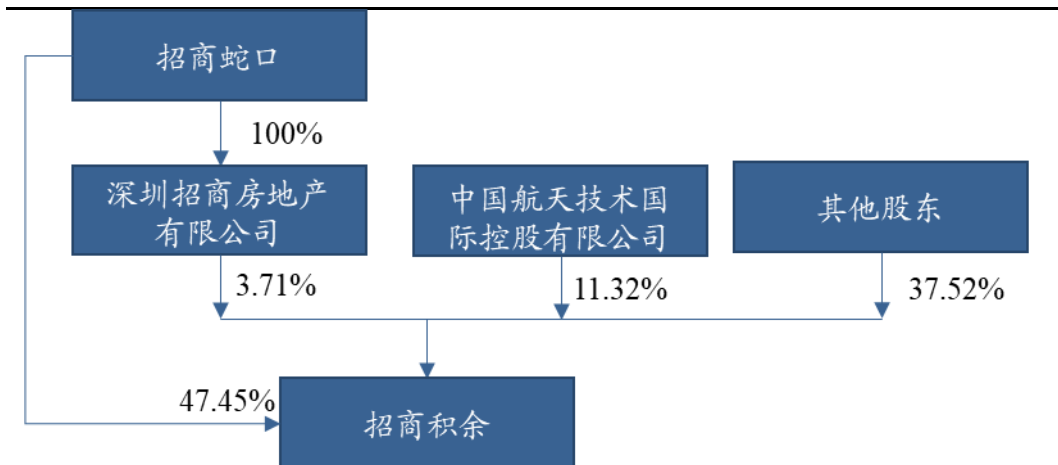 招商蛇口
100%
深圳招商房地产
有限公司
中国航天技术国
际控股有限公司
其他股东
3.71%
11.32%
37.52%
47.45%
招商积余